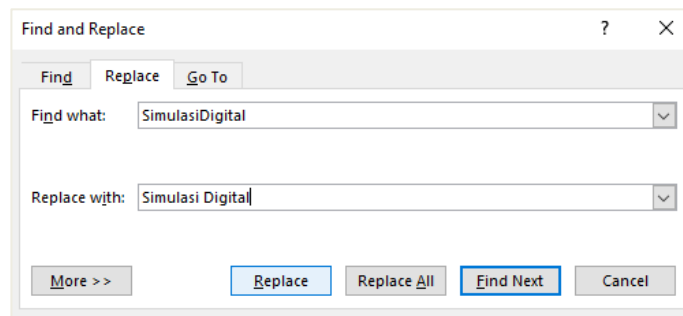 Find and Replace ? ×
Find Replace Go To
Find what: SimulasiDigital
Replace with: Simulasi Digital
More >> Replace Replace All Find Next Cancel